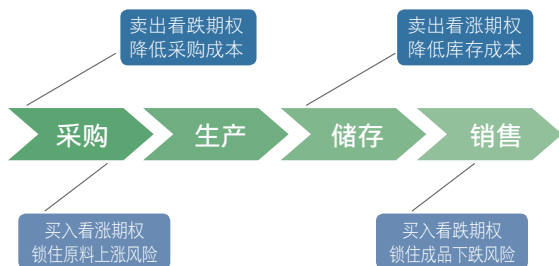 卖出看跌期权
降低采购成本
卖出看涨期权
降低库存成本
采购
生产
储存
销售
买入看涨期权
锁住原料上涨风险
买入看跌期权
锁住成品下跌风险